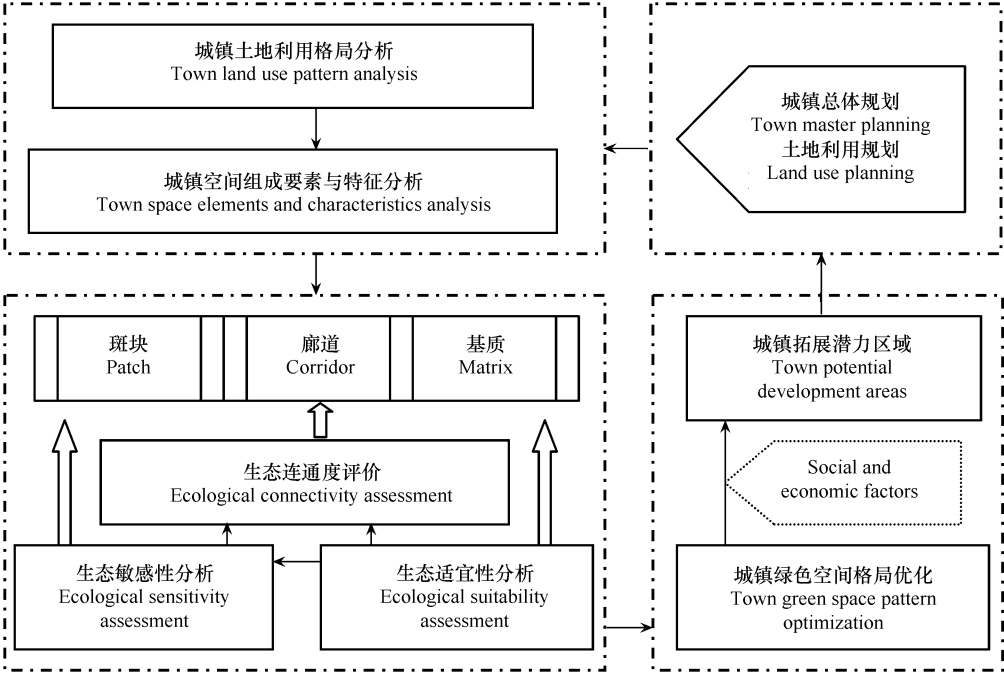 城镇土地利用格局分析
Town land use pattern analysis
城镇空间组成要素与特征分析
Town space elements and characteristics analysis
城镇总体规划
Town master planning
土地利用规划
Land use planning
斑块
Patch
廊道
Corridor
基质
Matrix
生态连通度评价
Ecological connectivity assessment
生态敏感性分析
Ecological sensitivity
assessment
生态适宜性分析
Ecological suitability
assessment
城镇拓展潜力区域
Town potential
development areas
Social and
economic factors
城镇绿色空间格局优化
Town green space pattern
optimization